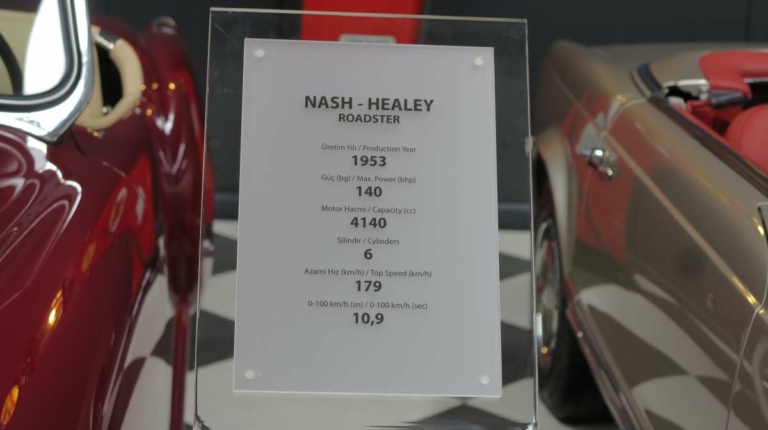 NASH - HEALEY
ROADSTER
Üretim Yılı / Production Year
1953
Güç (bg) / Max. Power (bhp)
140
Motor Hacmi / Capacity (cc)
4140
Silindir / Cylinders
6
Azami Hız (km/h) / Top Speed (km/h)
179
0-100 km/h (sn) / 0-100 km/h (sec)
10,9